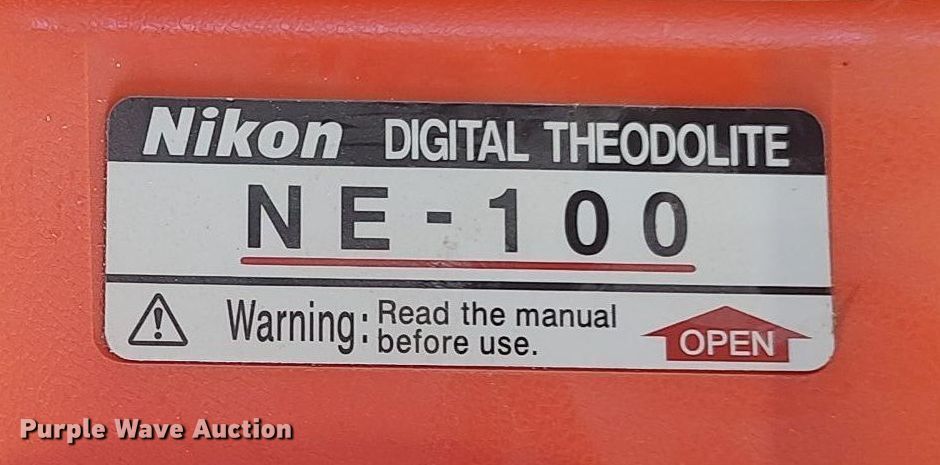 Nikon DIGITAL THEODOLITE
NE-100
Warning: Read the manual
before use.
OPEN
Purple Wave Auction